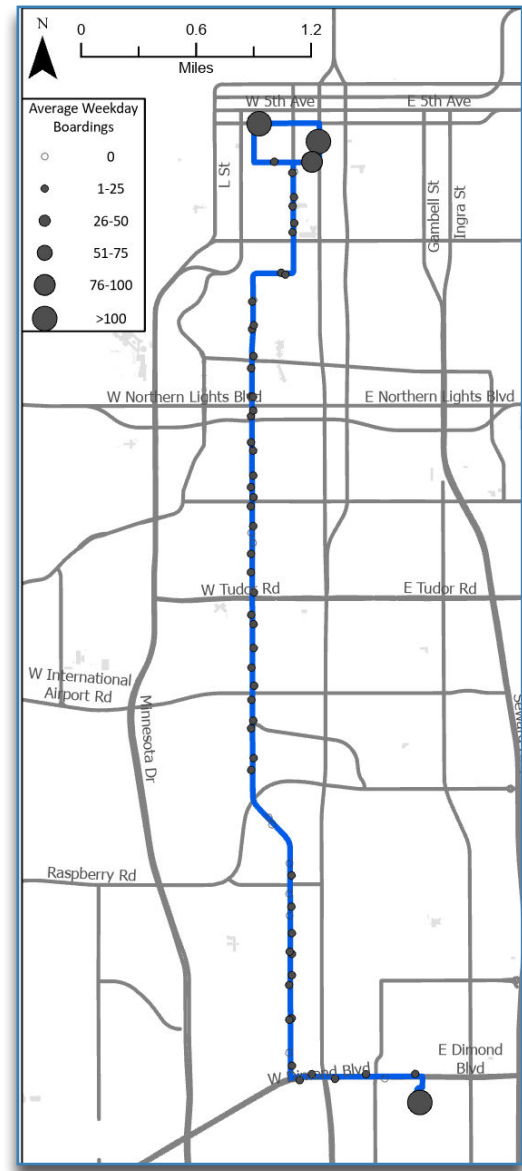 N
0 0.6 1.2
Miles
W 5th Ave E 5th Ave
Average Weekday
Boardings
0
1-25
26-50
51-75
76-100
>100
L St
Gambell St
Ingra St
W Northern Lights Blvd E Northern Lights Blvd
W Tudor Rd E Tudor Rd
W International
Airport Rd
Minnesota Dr
Raspberry Rd
E Dimond
Blvd
W Dimond Blvd